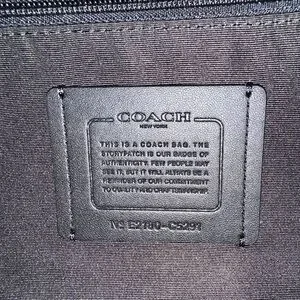 COACH
NEW YORK
THIS IS A COACH BAG. THE
STORYPATCH IS OUR BADGE OF
AUTHENTICITY. FEW PEOPLE MAY
SEE IT, BUT IT WILL ALWAYS BE A
REMINDER OF OUR COMMITMENT
TO QUALITY AND CRAFTSMANSHIP.
Nº E2180-C5291